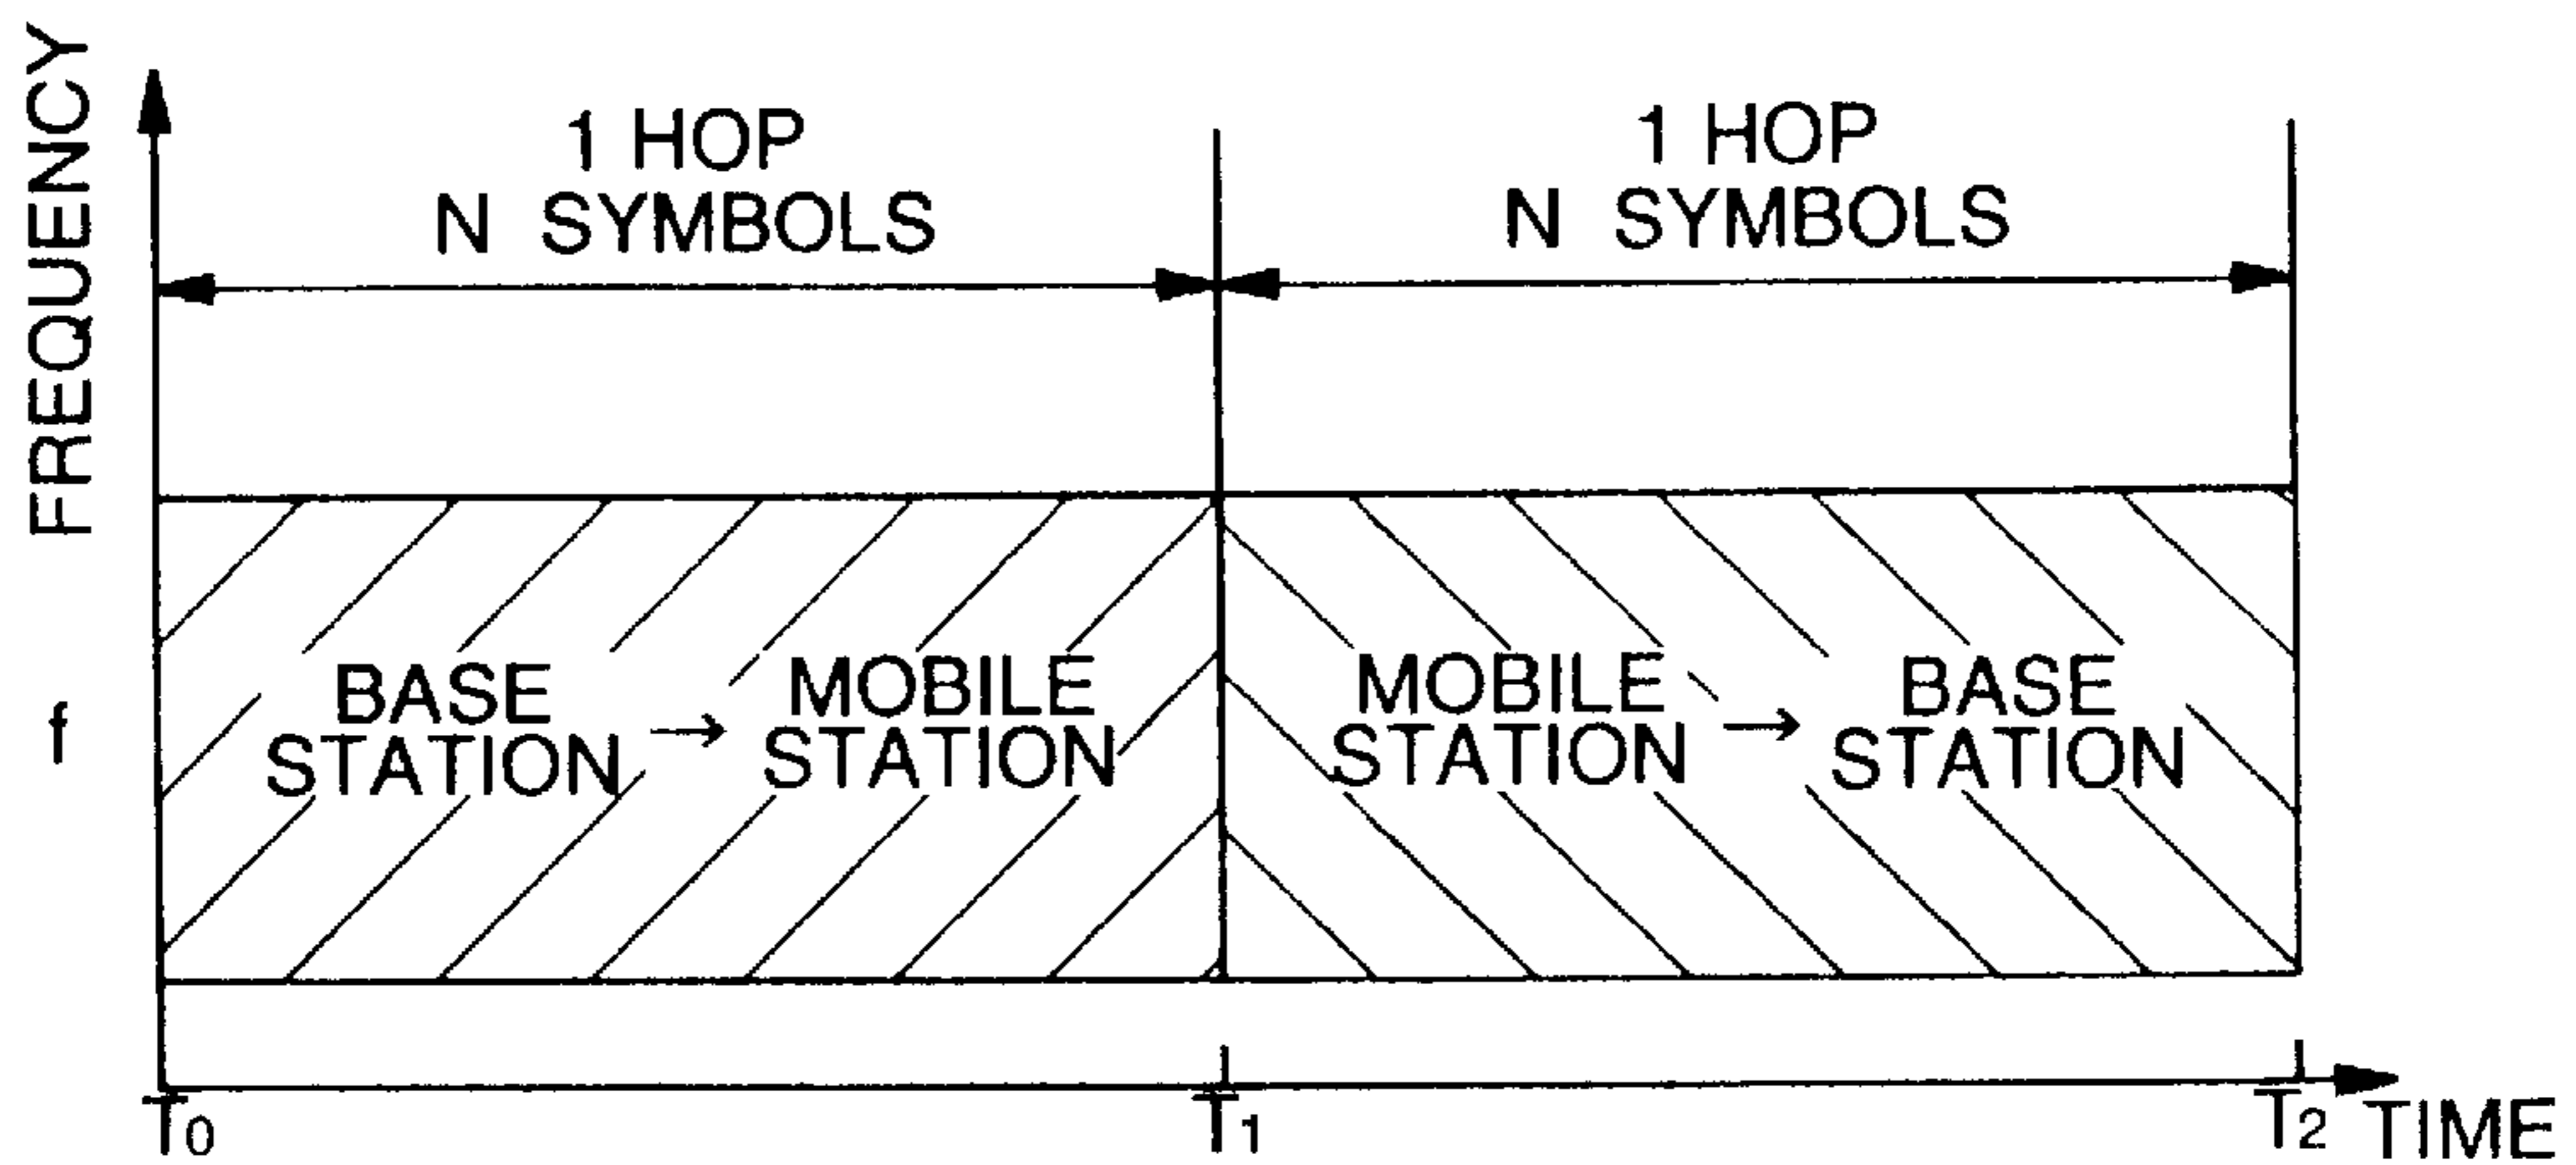 FREQUENCY
1 HOP
N SYMBOLS
1 HOP
N SYMBOLS
f
BASE
STATION
→
MOBILE
STATION
MOBILE
STATION
→
BASE
STATION
T0
T1
T2
TIME